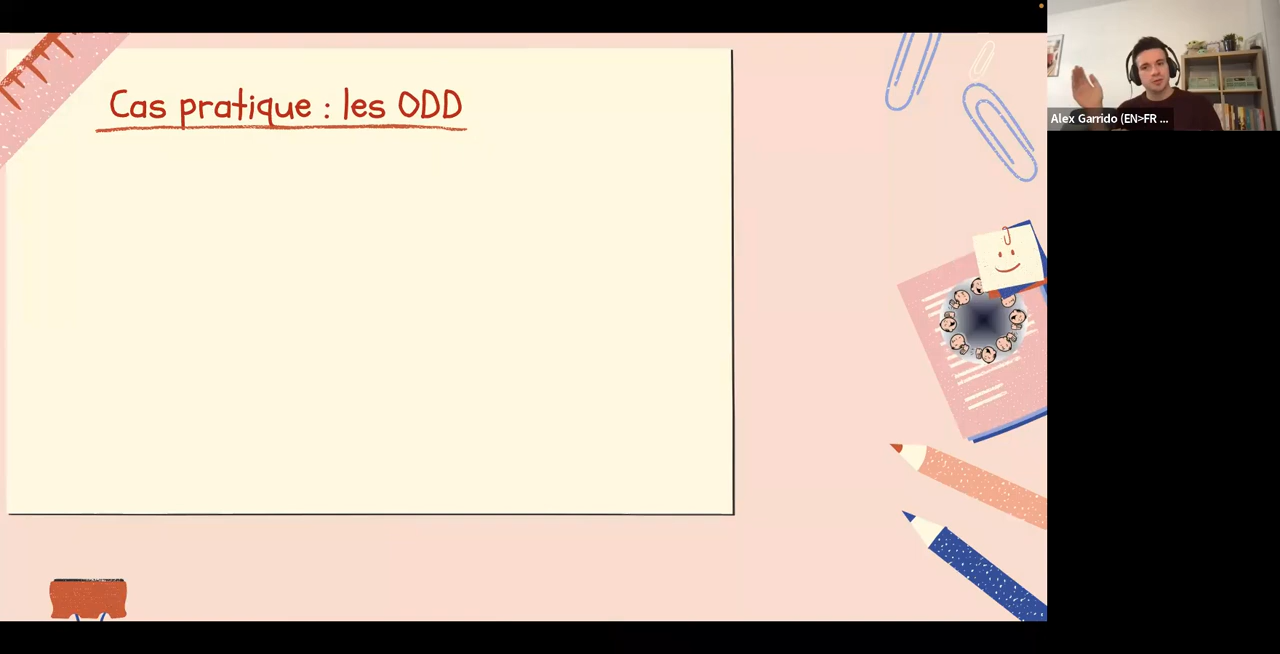 Cas pratique : les ODD
Alex Garrido (EN>FR ...